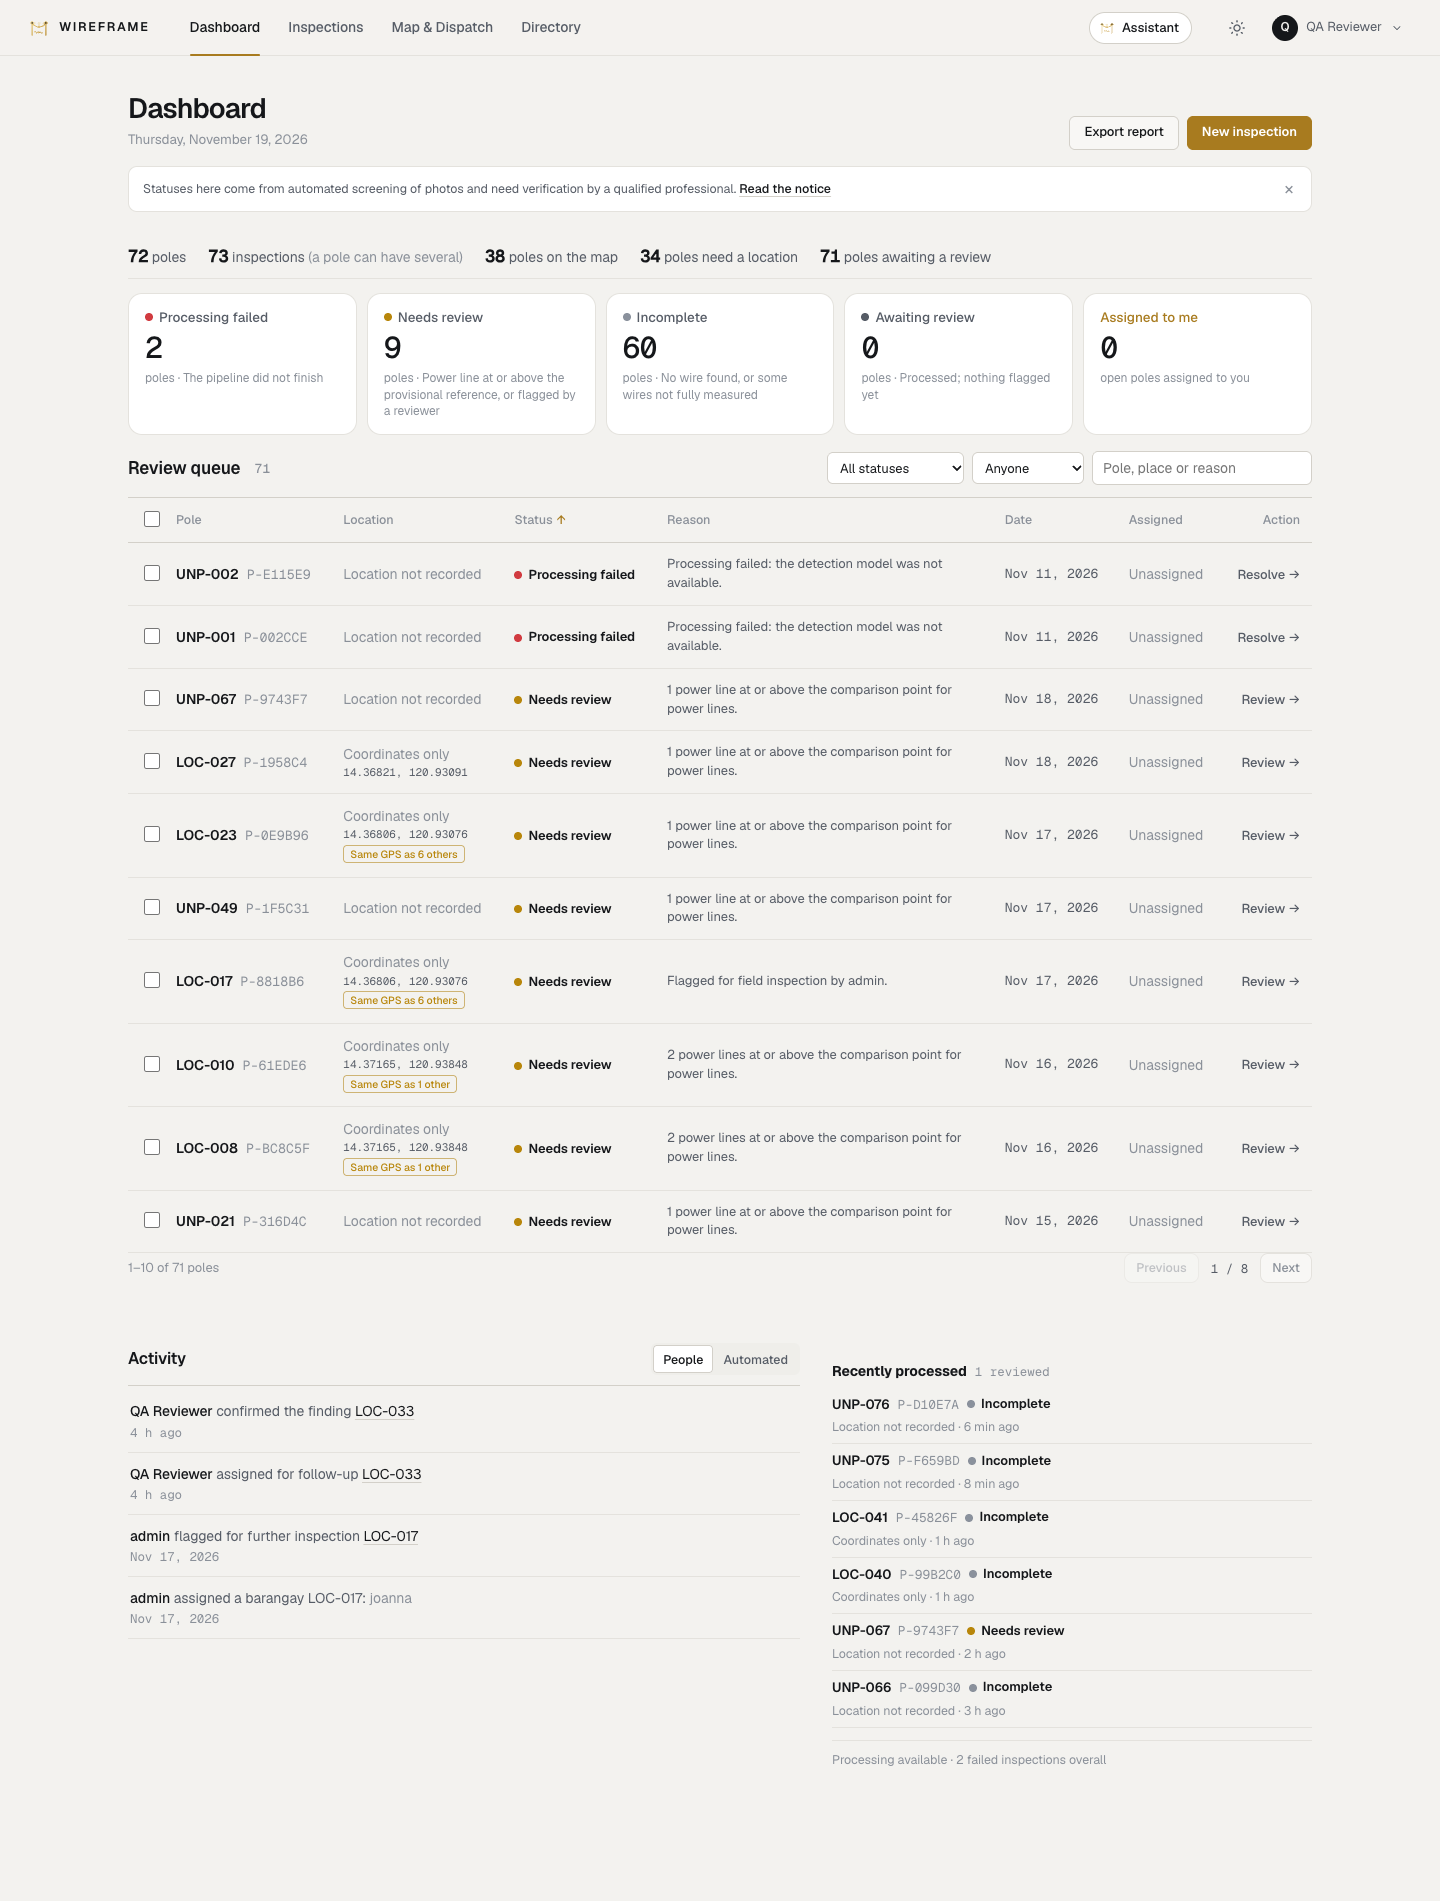 WIREFRAME Dashboard Inspections Map & Dispatch Directory Assistant Q QA Reviewer
Dashboard
Thursday, November 19, 2026
Export report New inspection
Statuses here come from automated screening of photos and need verification by a qualified professional. Read the notice ×
72 poles 73 inspections (a pole can have several) 38 poles on the map 34 poles need a location 71 poles awaiting a review
Processing failed
2
poles · The pipeline did not finish
Needs review
9
poles · Power line at or above the
provisional reference, or flagged by
a reviewer
Incomplete
60
poles · No wire found, or some
wires not fully measured
Awaiting review
0
poles · Processed; nothing flagged
yet
Assigned to me
0
open poles assigned to you
Review queue 71 All statuses Anyone Pole, place or reason
Pole Location Status ↑ Reason Date Assigned Action
UNP-002 P-E115E9 Location not recorded Processing failed Processing failed: the detection model was not
available. Nov 11, 2026 Unassigned Resolve →
UNP-001 P-002CCE Location not recorded Processing failed Processing failed: the detection model was not
available. Nov 11, 2026 Unassigned Resolve →
UNP-067 P-9743F7 Location not recorded Needs review 1 power line at or above the comparison point for
power lines. Nov 18, 2026 Unassigned Review →
LOC-027 P-1958C4 Coordinates only
14.36821, 120.93091 Needs review 1 power line at or above the comparison point for
power lines. Nov 18, 2026 Unassigned Review →
LOC-023 P-0E9B96 Coordinates only
14.36806, 120.93076
Same GPS as 6 others Needs review 1 power line at or above the comparison point for
power lines. Nov 17, 2026 Unassigned Review →
UNP-049 P-1F5C31 Location not recorded Needs review 1 power line at or above the comparison point for
power lines. Nov 17, 2026 Unassigned Review →
LOC-017 P-8818B6 Coordinates only
14.36806, 120.93076
Same GPS as 6 others Needs review Flagged for field inspection by admin. Nov 17, 2026 Unassigned Review →
LOC-010 P-61EDE6 Coordinates only
14.37165, 120.93848
Same GPS as 1 other Needs review 2 power lines at or above the comparison point for
power lines. Nov 16, 2026 Unassigned Review →
LOC-008 P-BC8C5F Coordinates only
14.37165, 120.93848
Same GPS as 1 other Needs review 2 power lines at or above the comparison point for
power lines. Nov 16, 2026 Unassigned Review →
UNP-021 P-316D4C Location not recorded Needs review 1 power line at or above the comparison point for
power lines. Nov 15, 2026 Unassigned Review →
1–10 of 71 poles Previous 1 / 8 Next
Activity People Automated
QA Reviewer confirmed the finding LOC-033
4 h ago
QA Reviewer assigned for follow-up LOC-033
4 h ago
admin flagged for further inspection LOC-017
Nov 17, 2026
admin assigned a barangay LOC-017: joanna
Nov 17, 2026
Recently processed 1 reviewed
UNP-076 P-D10E7A Incomplete
Location not recorded · 6 min ago
UNP-075 P-F659BD Incomplete
Location not recorded · 8 min ago
LOC-041 P-45826F Incomplete
Coordinates only · 1 h ago
LOC-040 P-99B2C0 Incomplete
Coordinates only · 1 h ago
UNP-067 P-9743F7 Needs review
Location not recorded · 2 h ago
UNP-066 P-099D30 Incomplete
Location not recorded · 3 h ago
Processing available · 2 failed inspections overall